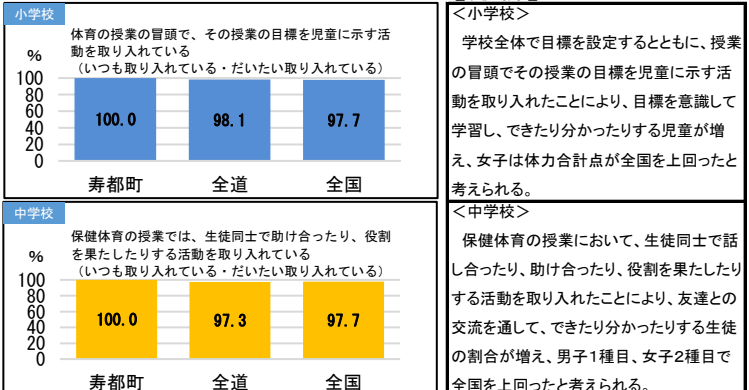 小学校
体育の授業の冒頭で、その授業の目標を児童に示す活
動を取り入れている
（いつも取り入れている・だいたい取り入れている）
%
100
80
60
40
20
0
100.0
98.1
97.7
寿都町
全道
全国
＜小学校＞
学校全体で目標を設定するとともに、授業
の冒頭でその授業の目標を児童に示す活
動を取り入れたことにより、目標を意識して
学習し、できたり分かったりする児童が増
え、女子は体力合計点が全国を上回ったと
考えられる。
中学校
保健体育の授業では、生徒同士で助け合ったり、役割
を果たしたりする活動を取り入れている
（いつも取り入れている・だいたい取り入れている）
%
100
80
60
40
20
0
100.0
97.3
97.7
寿都町
全道
全国
＜中学校＞
保健体育の授業において、生徒同士で話
し合ったり、助け合ったり、役割を果たしたり
する活動を取り入れたことにより、友達との
交流を通して、できたり分かったりする生徒
の割合が増え、男子1種目、女子2種目で
全国を上回ったと考えられる。